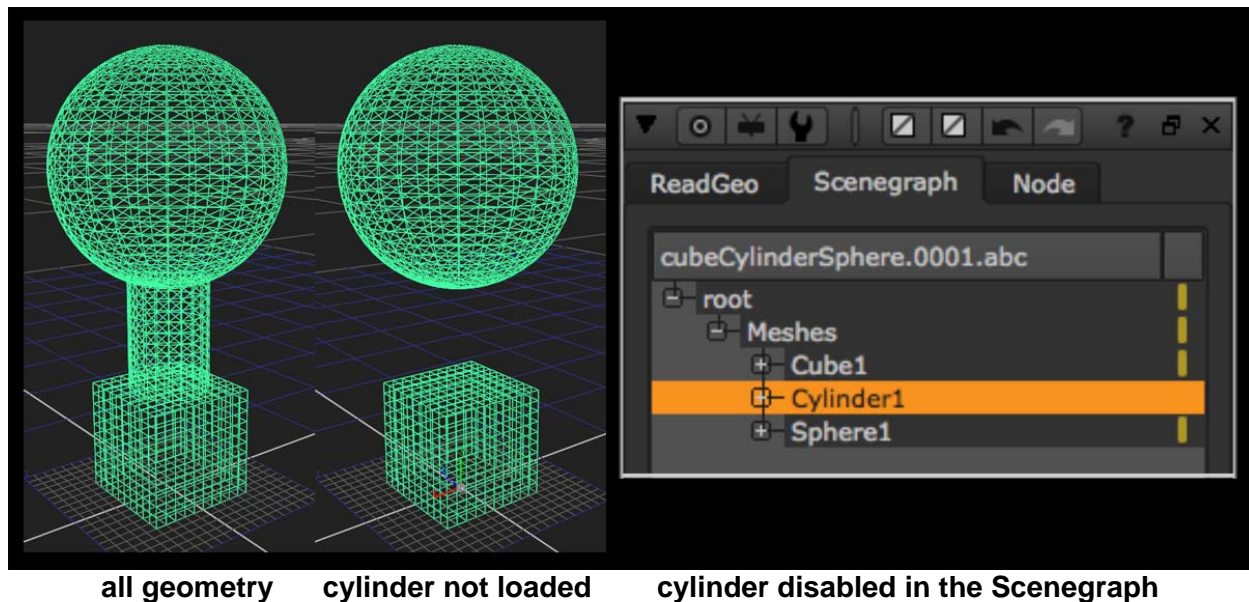 ?
ReadGeo Scenegraph Node
cubeCylinderSphere.0001.abc
root
Meshes
Cube1
Cylinder1
Sphere1
all geometry cylinder not loaded cylinder disabled in the Scenegraph